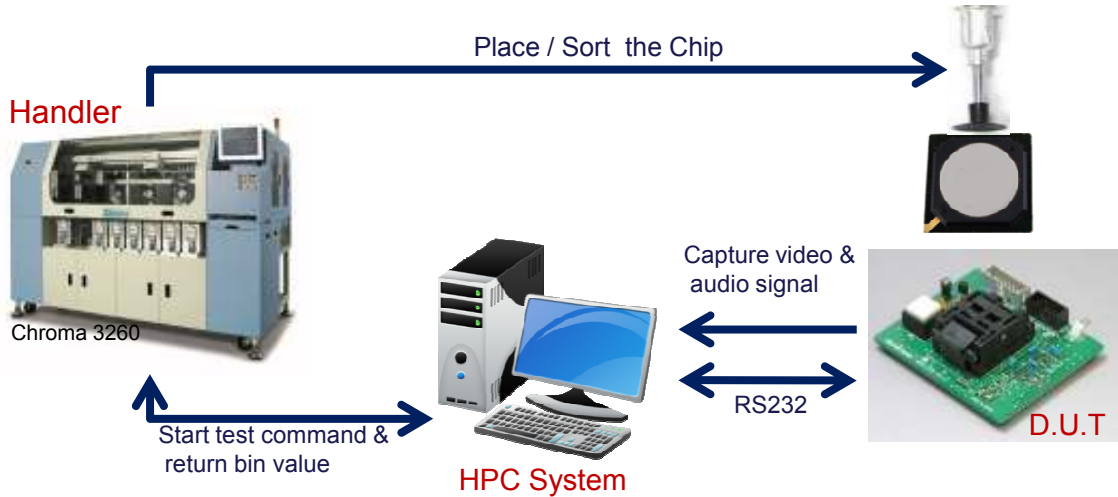 Place / Sort the Chip
Handler
Chroma 3260
Capture video &
audio signal
RS232
D.U.T
Start test command &
return bin value
HPC System